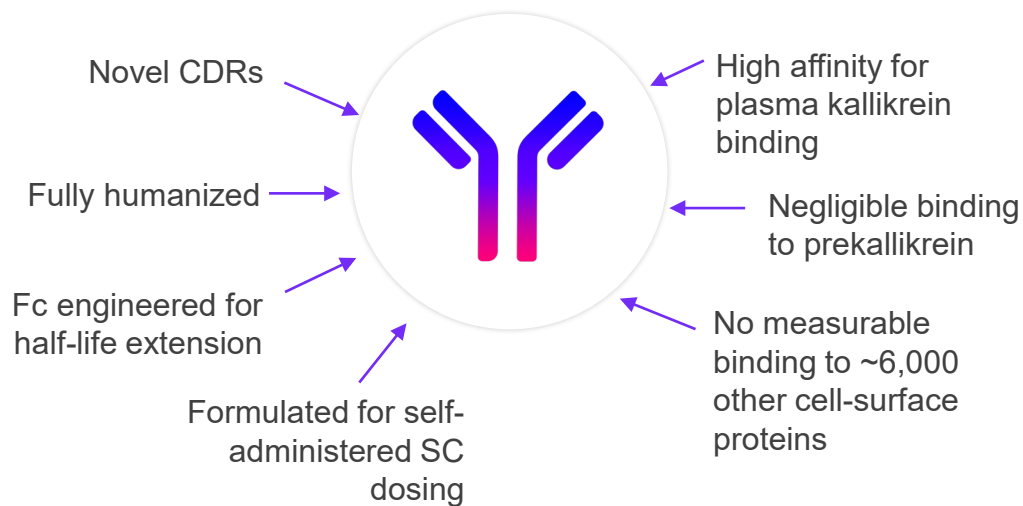 Novel CDRs
Fully humanized
Fc engineered for
half-life extension
Formulated for self-
administered SC
dosing
High affinity for
plasma kallikrein
binding
Negligible binding
to prekallikrein
No measurable
binding to ~6,000
other cell-surface
proteins